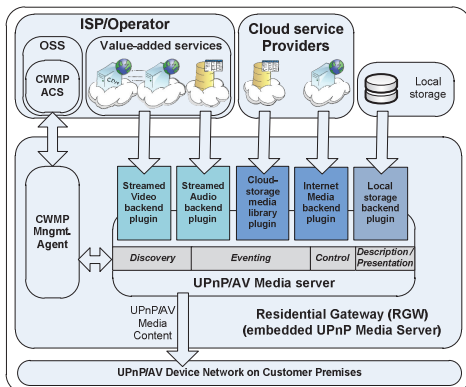 ISP/Operator
OSS
CWMP
ACS
Value-added services
Cloud service
Providers
Local
storage
CWMP
Mngmt.
Agent
Streamed
Video
backend
plugin
Streamed
Audio
backend
plugin
Cloud-
storage
media
library
plugin
Internet
Media
backend
plugin
Local
storage
backend
plugin
Discovery
Eventing
Control
Description /
Presentation
UPnP/AV Media server
UPnP/AV
Media
Content
Residential Gateway (RGW)
(embedded UPnP Media Server)
UPnP/AV Device Network on Customer Premises